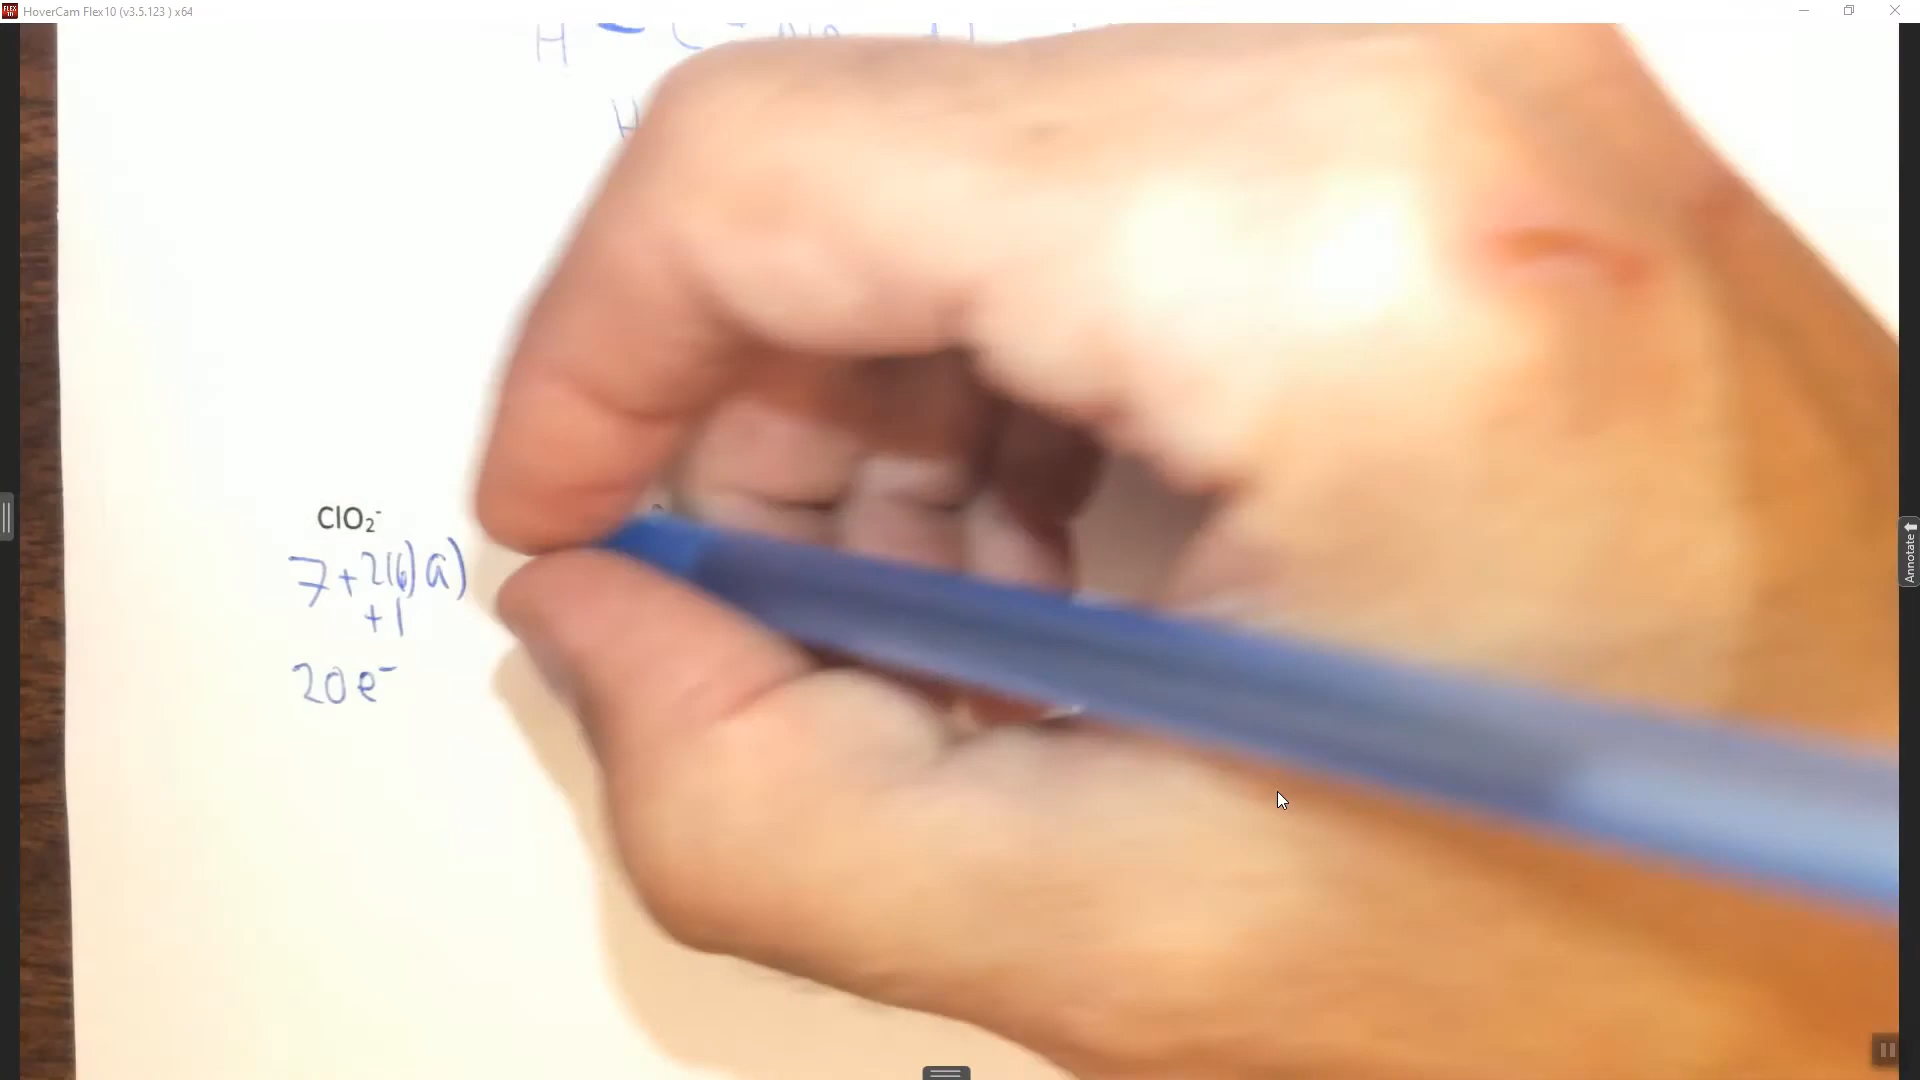 HoverCam Flex10 (v3.5.123 ) x64
H
H
ClO₂⁻
7+2(6) a)
+1
20e⁻
Annotate